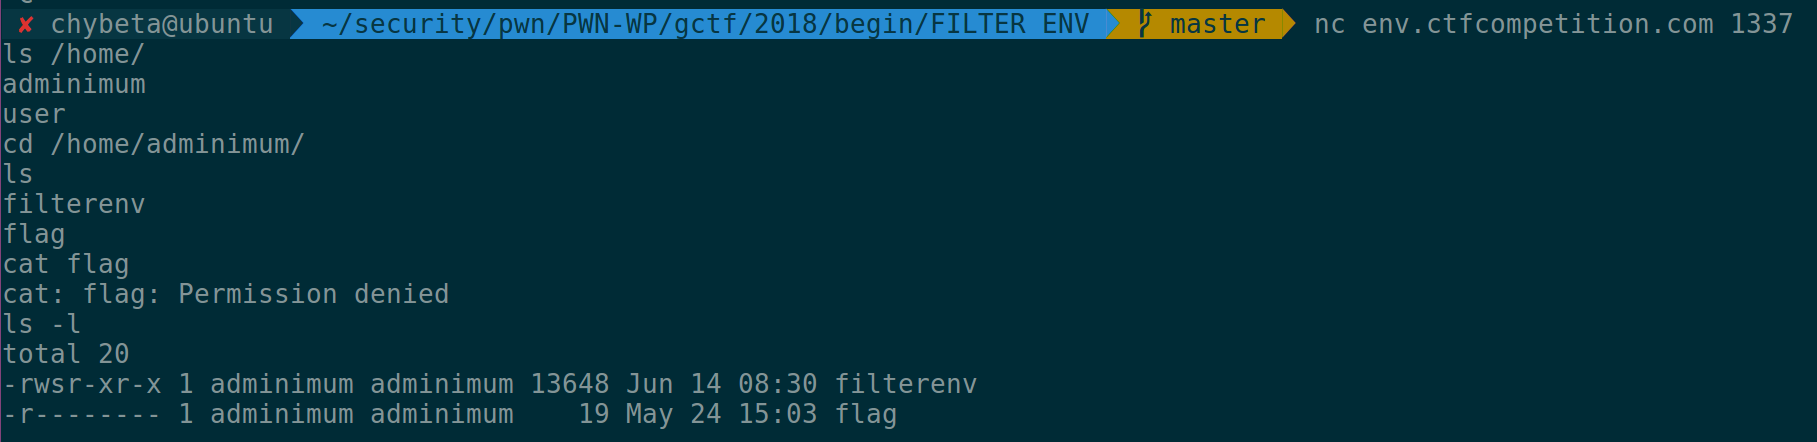 ✘ chybeta@ubuntu ~/security/pwn/PWN-WP/gctf/2018/begin/FILTER ENV master nc env.ctfcompetition.com 1337
ls /home/
adminimum
user
cd /home/adminimum/
ls
filterenv
flag
cat flag
cat: flag: Permission denied
ls -l
total 20
-rwsr-xr-x 1 adminimum adminimum 13648 Jun 14 08:30 filterenv
-r-------- 1 adminimum adminimum    19 May 24 15:03 flag